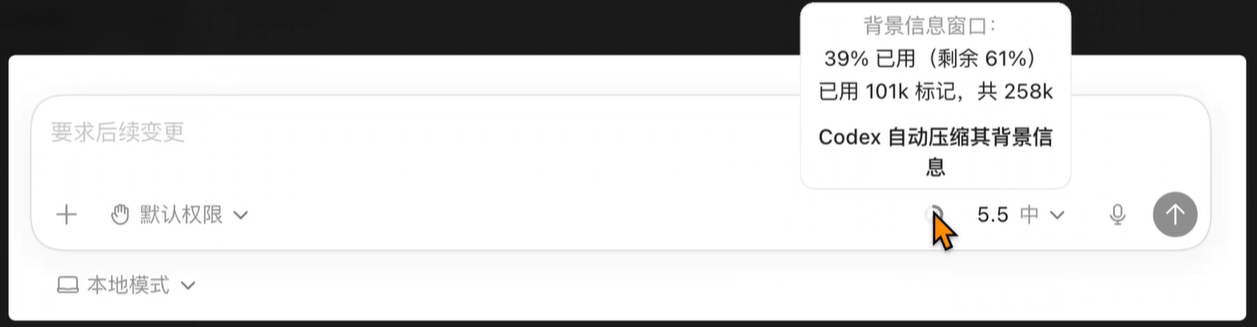 背景信息窗口：
39% 已用（剩余 61%）
已用 101k 标记，共 258k
Codex 自动压缩其背景信
息
要求后续变更
默认权限
5.5 中
本地模式